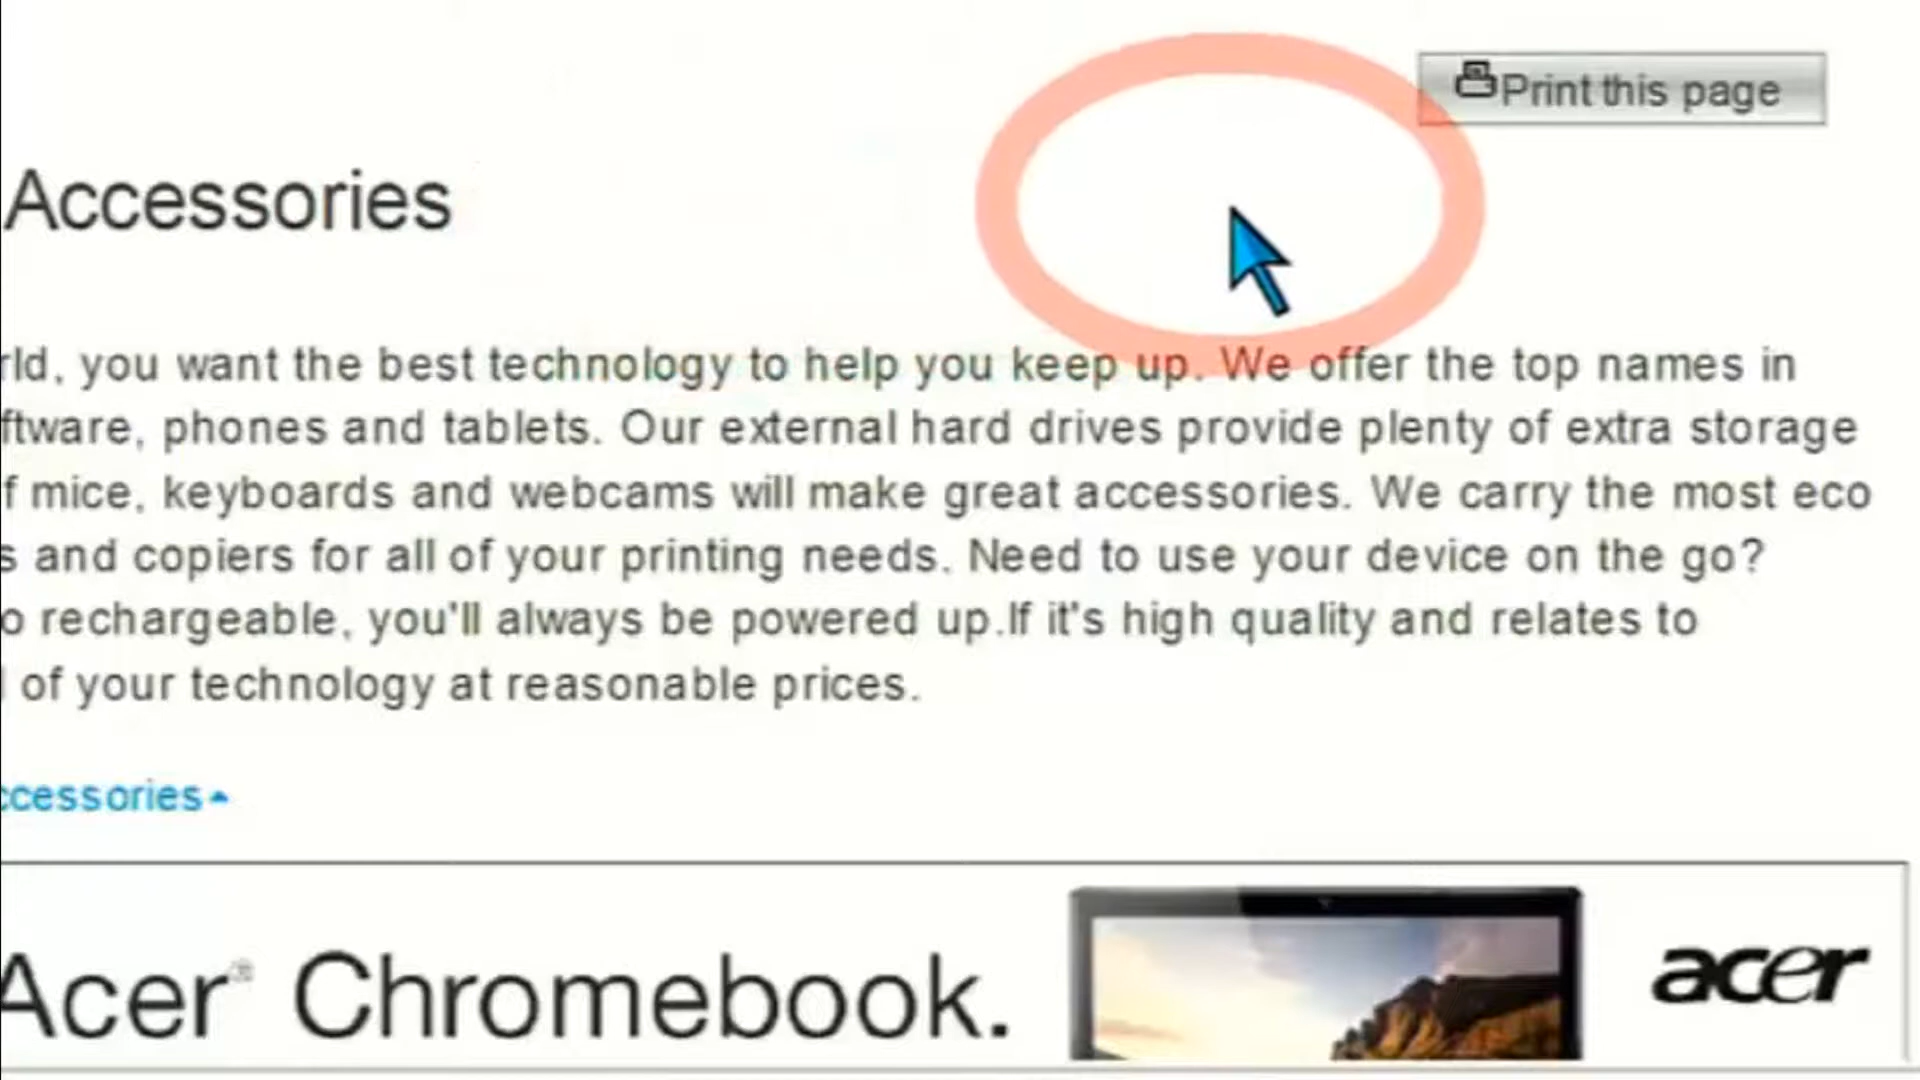 Print this page
Accessories
rld, you want the best technology to help you keep up. We offer the top names in
ftware, phones and tablets. Our external hard drives provide plenty of extra storage
f mice, keyboards and webcams will make great accessories. We carry the most eco
s and copiers for all of your printing needs. Need to use your device on the go?
o rechargeable, you'll always be powered up.If it's high quality and relates to
of your technology at reasonable prices.
ccessories
Acer® Chromebook.
acer